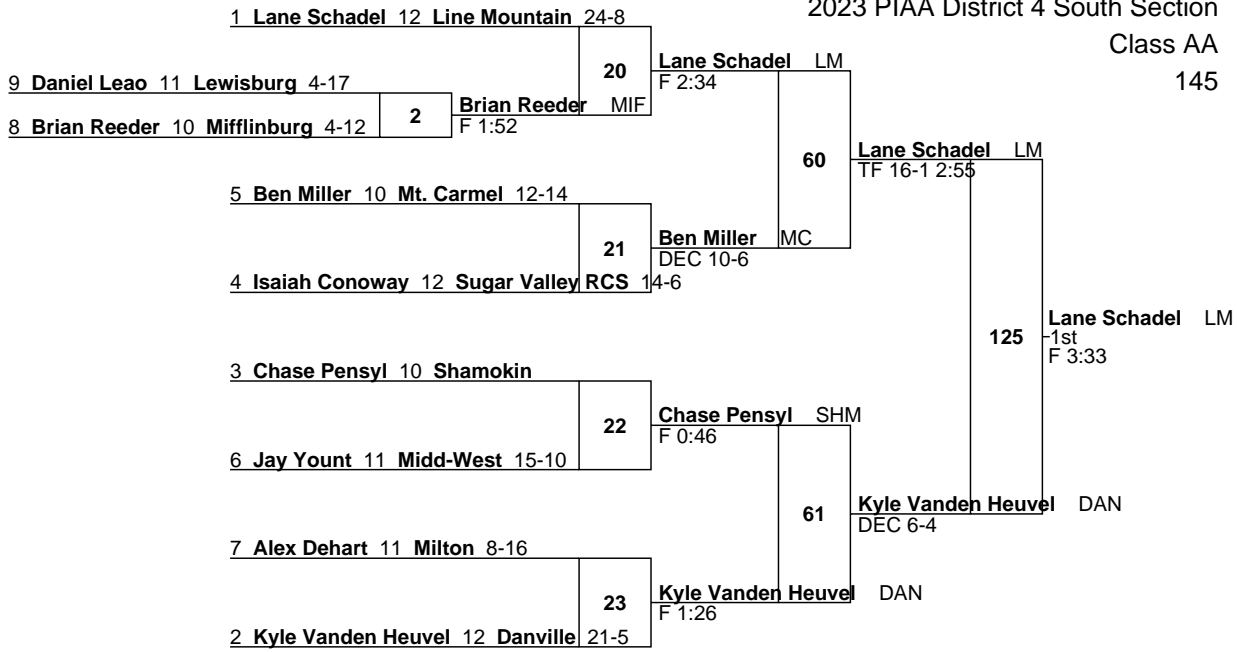 2023 PIAA District 4 South Section
Class AA
145
1 Lane Schadel 12 Line Mountain 24-8
20
Lane Schadel LM
F 2:34
9 Daniel Leao 11 Lewisburg 4-17
2
Brian Reeder MIF
F 1:52
8 Brian Reeder 10 Mifflinburg 4-12
60
Lane Schadel LM
TF 16-1 2:55
5 Ben Miller 10 Mt. Carmel 12-14
21
Ben Miller MC
DEC 10-6
4 Isaiah Conoway 12 Sugar Valley RCS 14-6
125
Lane Schadel LM
1st
F 3:33
3 Chase Pensyl 10 Shamokin
22
Chase Pensyl SHM
F 0:46
6 Jay Yount 11 Midd-West 15-10
61
Kyle Vanden Heuvel DAN
DEC 6-4
7 Alex Dehart 11 Milton 8-16
23
Kyle Vanden Heuvel DAN
F 1:26
2 Kyle Vanden Heuvel 12 Danville 21-5